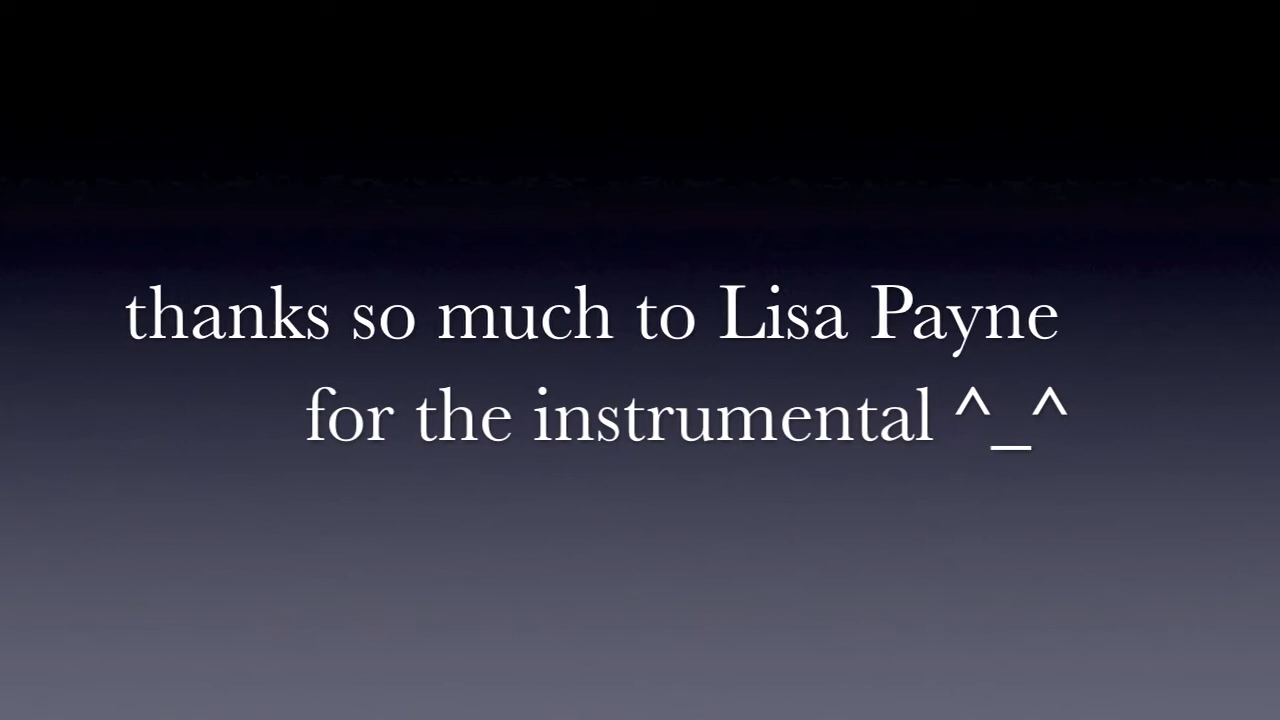 thanks so much to Lisa Payne
for the instrumental ^_^